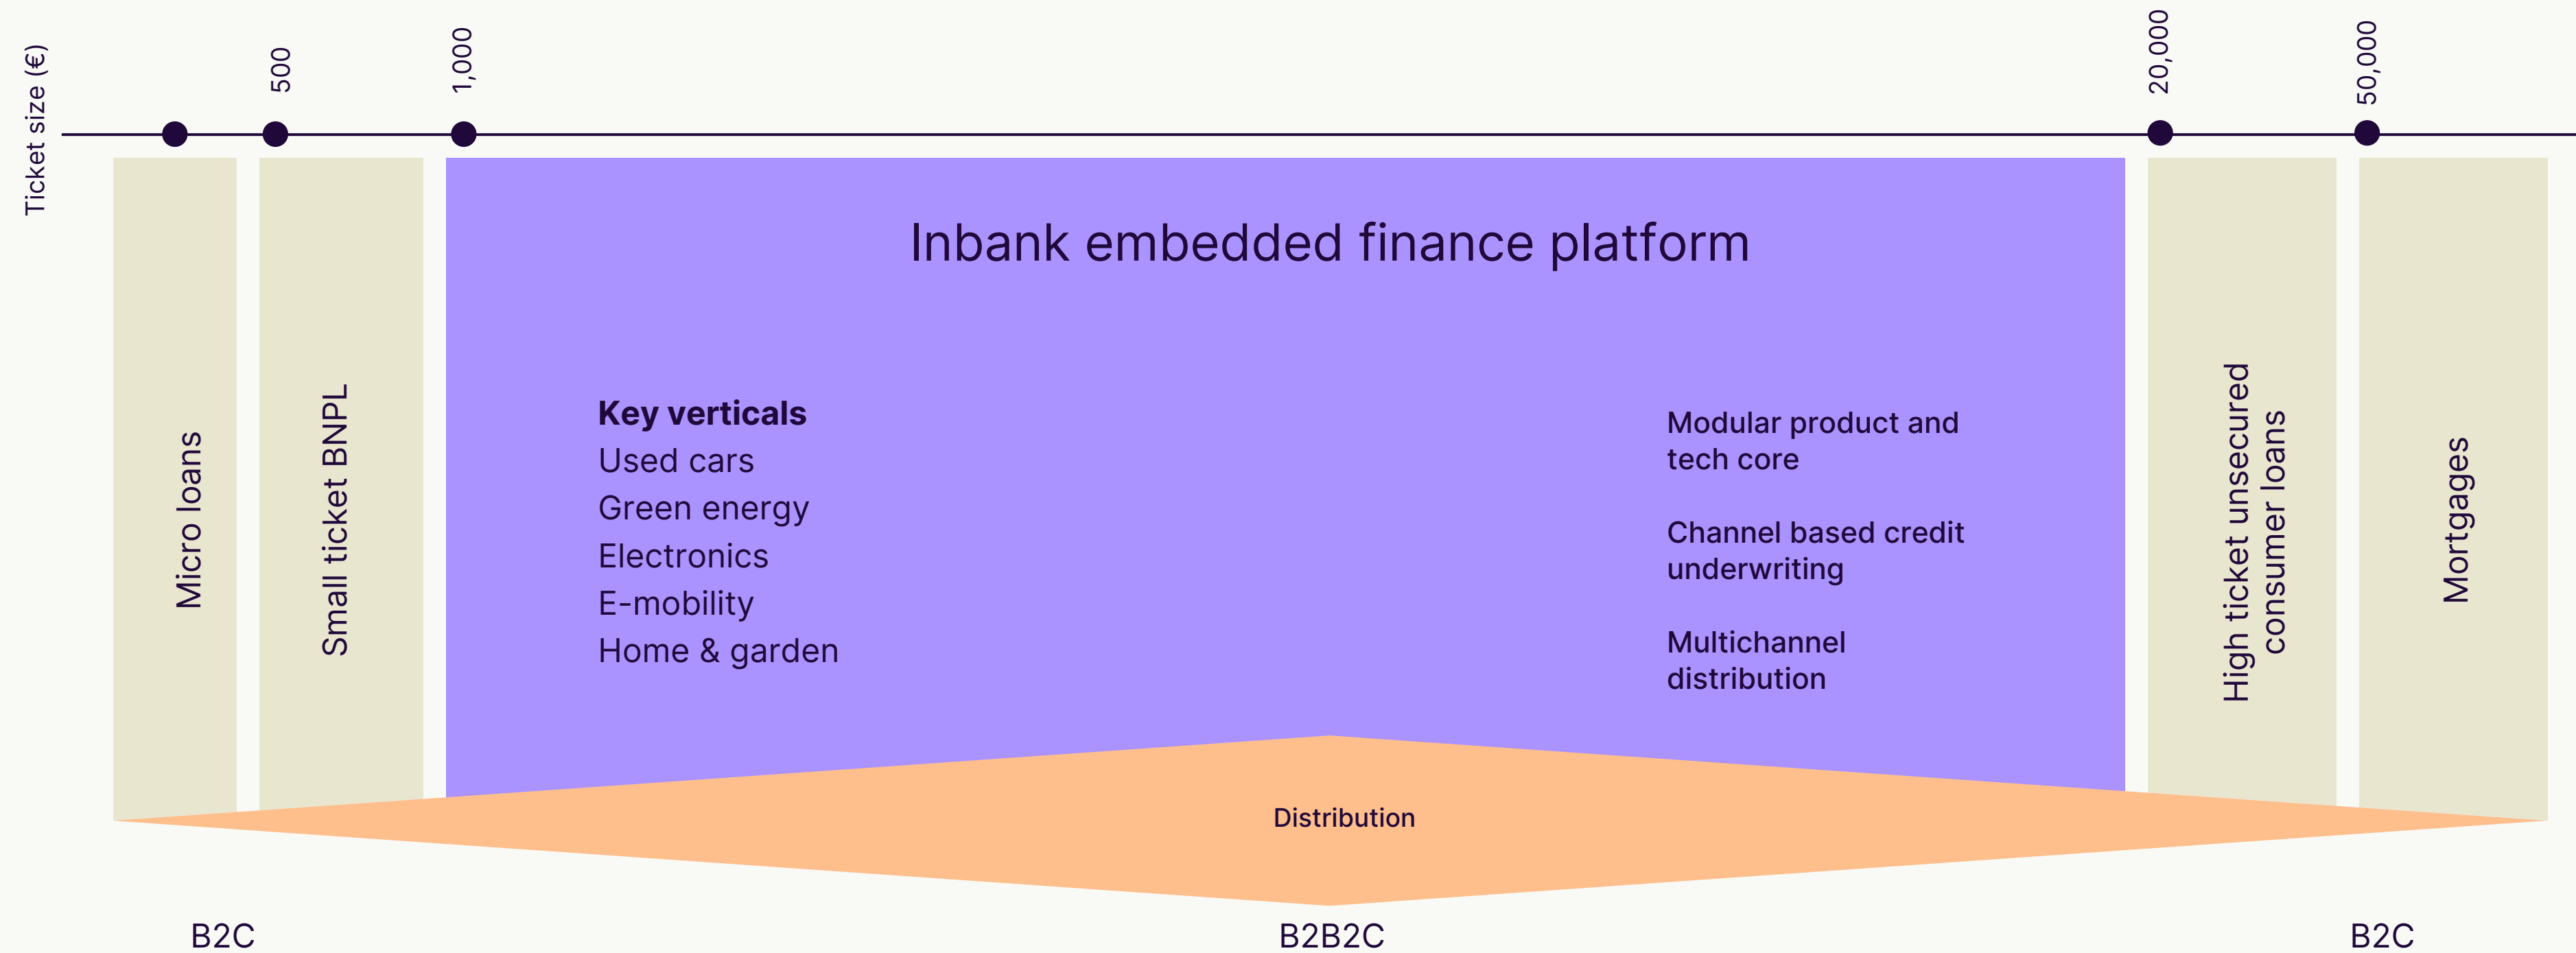 Ticket size (€)
500
1,000
20,000
50,000
Micro loans
Small ticket BNPL
Inbank embedded finance platform
Key verticals
Used cars
Green energy
Electronics
E-mobility
Home & garden
Modular product and
tech core
Channel based credit
underwriting
Multichannel
distribution
High ticket unsecured
consumer loans
Mortgages
Distribution
B2C
B2B2C
B2C